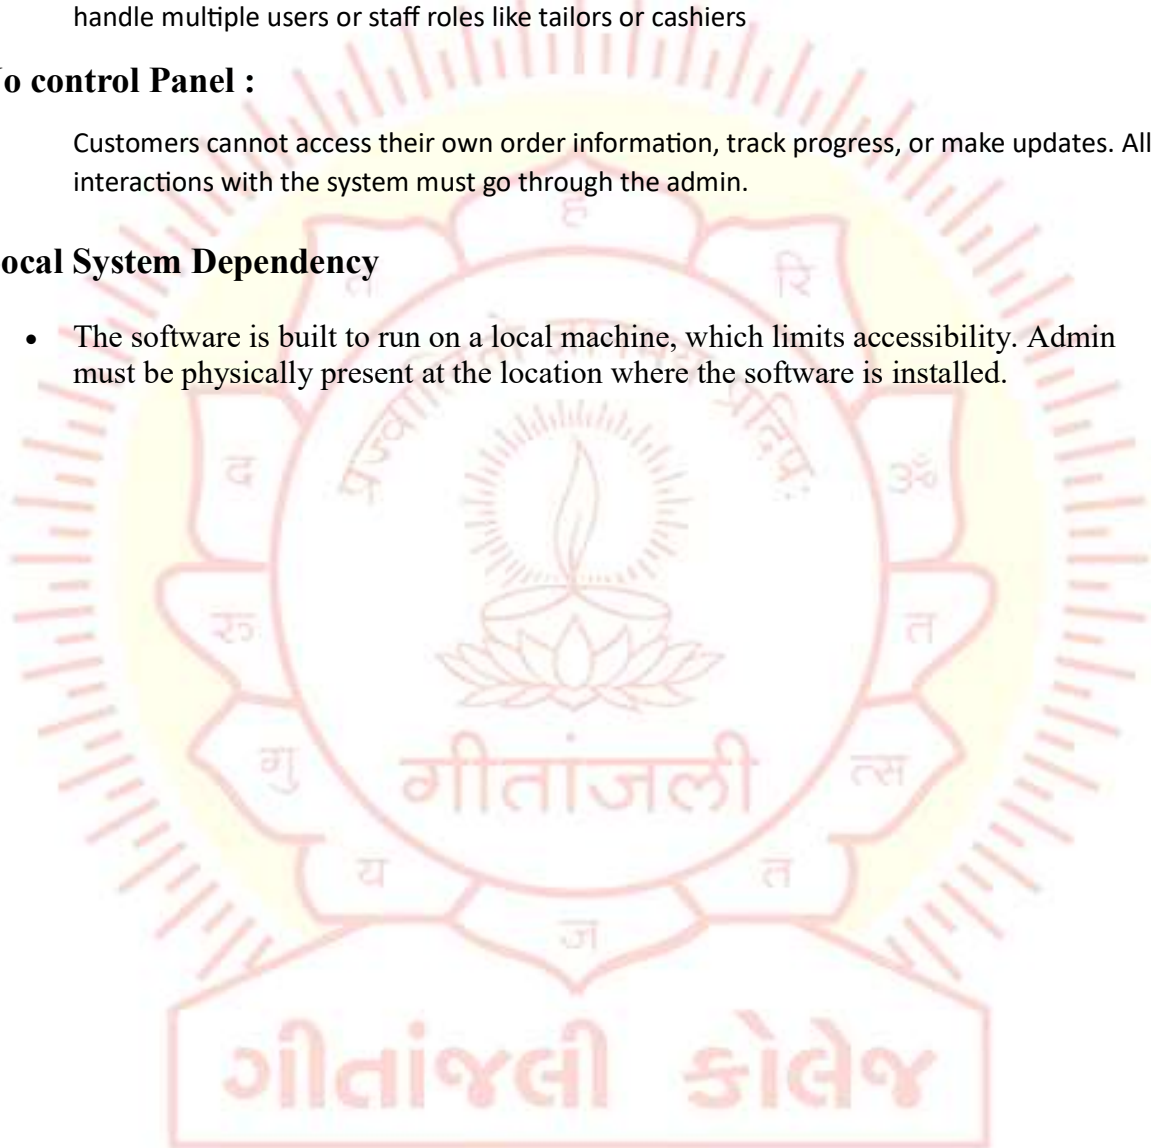 handle multiple users or staff roles like tailors or cashiers
No control Panel :
Customers cannot access their own order information, track progress, or make updates. All
interactions with the system must go through the admin.
Local System Dependency
• The software is built to run on a local machine, which limits accessibility. Admin
must be physically present at the location where the software is installed.
ह
त
रि
द
ॐ
रु
त
गु
त्स
य
त
ज
गीतांजली
ગીતાંજલી કોલેજ